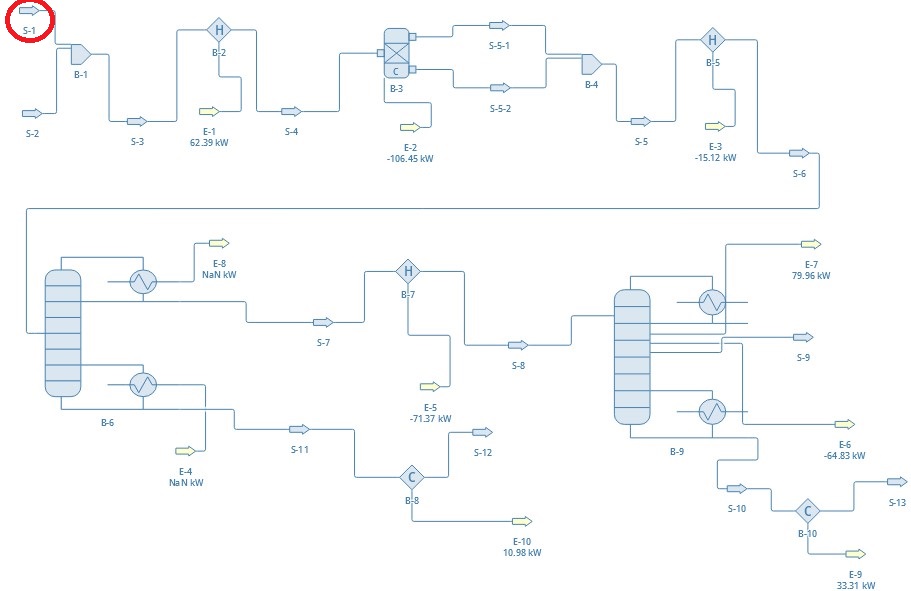 S-1
H
S-5-1
H
B-2
B-5
B-1
C
B-3
B-4
S-2
E-1
62.39 kW
S-3
S-4
S-5-2
E-2
-106.45 kW
S-5
E-3
-15.12 kW
S-6
E-8
NaN kW
H
B-7
E-7
79.96 kW
S-7
S-8
S-9
B-6
E-5
-71.37 kW
E-4
NaN kW
S-11
S-12
C
B-8
B-9
E-6
-64.83 kW
S-10
S-13
C
B-10
E-10
10.98 kW
E-9
33.31 kW